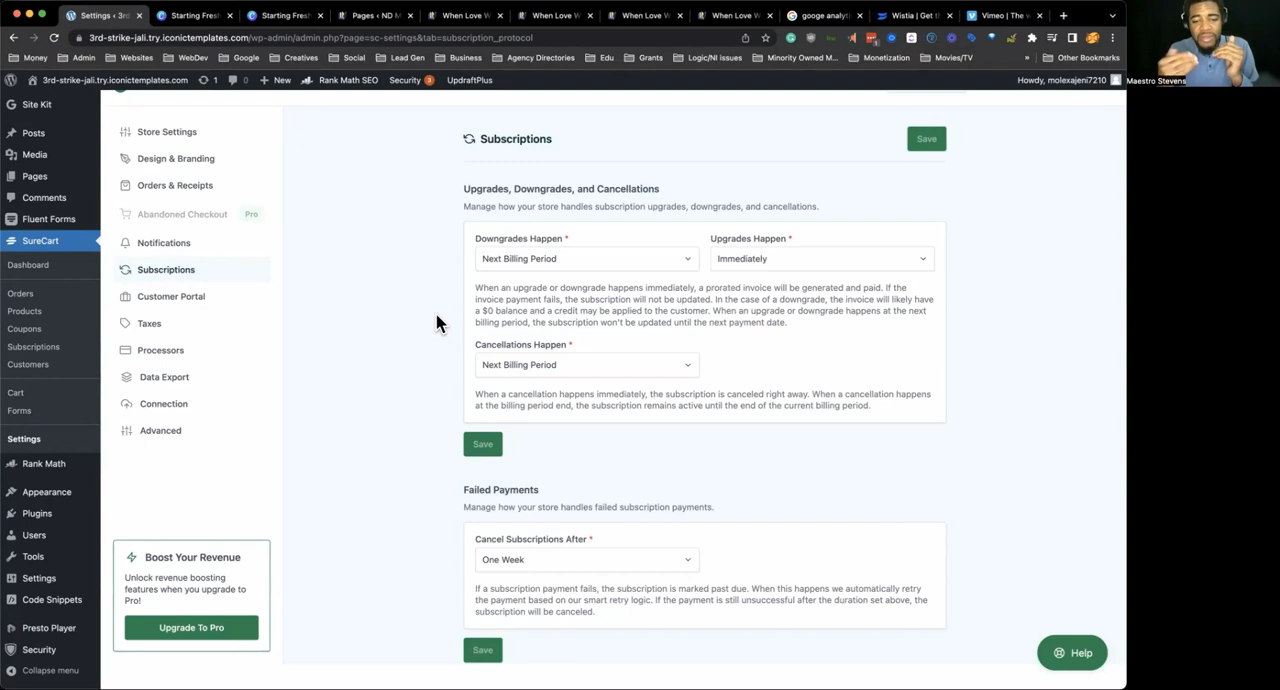 Settings ‹ 3rd-s
Starting Fresh
Starting Fresh
Pages ‹ ND M
When Love W
When Love W
When Love W
When Love W
googe analyti
Wistia | Get t
Vimeo | The w
3rd-strike-jali.try.iconictemplates.com/wp-admin/admin.php?page=sc-settings&tab=subscription_protocol
Money
Admin
Websites
WebDev
Google
Creatives
Social
Lead Gen
Business
Agency Directories
Edu
Grants
Logic/NI issues
Minority Owned M...
Monetization
Movies/TV
»
Other Bookmarks
3rd-strike-jali.try.iconictemplates.com
1
0
New
Rank Math SEO
Security 3
UpdraftPlus
Howdy, molexajeni7210
Maestro Stevens
Site Kit
Posts
Media
Pages
Comments
Fluent Forms
SureCart
Dashboard
Orders
Products
Coupons
Subscriptions
Customers
Cart
Forms
Settings
Rank Math
Appearance
Plugins
Users
Tools
Settings
Code Snippets
Presto Player
Security
Collapse menu
Store Settings
Design & Branding
Orders & Receipts
Abandoned Checkout Pro
Notifications
Subscriptions
Customer Portal
Taxes
Processors
Data Export
Connection
Advanced
Boost Your Revenue
Unlock revenue boosting
features when you upgrade to
Pro!
Upgrade To Pro
Subscriptions
Save
Upgrades, Downgrades, and Cancellations
Manage how your store handles subscription upgrades, downgrades, and cancellations.
Downgrades Happen *
Upgrades Happen *
Next Billing Period
Immediately
When an upgrade or downgrade happens immediately, a prorated invoice will be generated and paid. If the
invoice payment fails, the subscription will not be updated. In the case of a downgrade, the invoice will likely have
a $0 balance and a credit may be applied to the customer. When an upgrade or downgrade happens at the next
billing period, the subscription won't be updated until the next payment date.
Cancellations Happen *
Next Billing Period
When a cancellation happens immediately, the subscription is canceled right away. When a cancellation happens
at the billing period end, the subscription remains active until the end of the current billing period.
Save
Failed Payments
Manage how your store handles failed subscription payments.
Cancel Subscriptions After *
One Week
If a subscription payment fails, the subscription is marked past due. When this happens we automatically retry
the payment based on our smart retry logic. If the payment is still unsuccessful after the duration set above, the
subscription will be canceled.
Save
Help